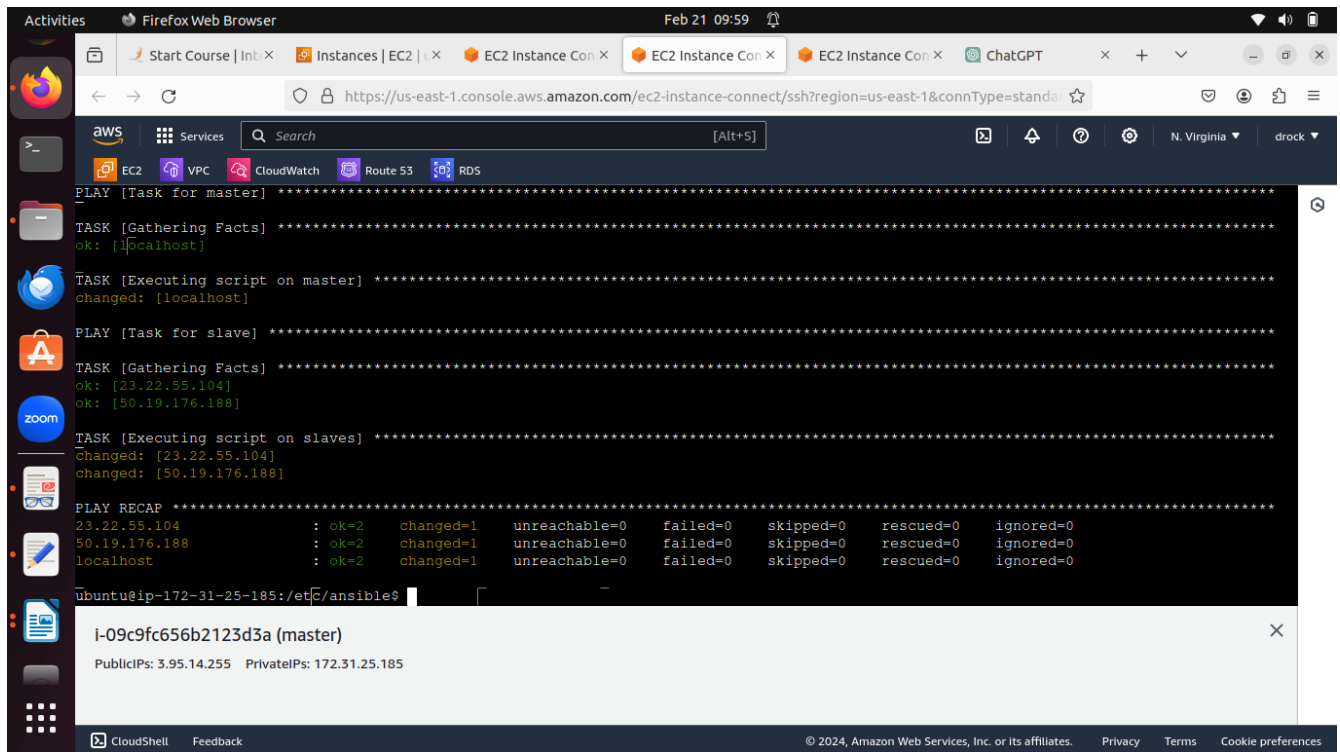 Activities Firefox Web Browser Feb 21 09:59
Start Course | Int Instances | EC2 | u EC2 Instance Con EC2 Instance Con EC2 Instance Con ChatGPT
https://us-east-1.console.aws.amazon.com/ec2-instance-connect/ssh?region=us-east-1&connType=standa
aws Services Search [Alt+S] N. Virginia drock
EC2 VPC CloudWatch Route 53 RDS
PLAY [Task for master] ************************************************************************************************************
TASK [Gathering Facts] ************************************************************************************************************
ok: [localhost]
TASK [Executing script on master] *************************************************************************************************
changed: [localhost]
PLAY [Task for slave] *************************************************************************************************************
TASK [Gathering Facts] ************************************************************************************************************
ok: [23.22.55.104]
ok: [50.19.176.188]
TASK [Executing script on slaves] *************************************************************************************************
changed: [23.22.55.104]
changed: [50.19.176.188]
PLAY RECAP ************************************************************************************************************************
23.22.55.104 : ok=2 changed=1 unreachable=0 failed=0 skipped=0 rescued=0 ignored=0
50.19.176.188 : ok=2 changed=1 unreachable=0 failed=0 skipped=0 rescued=0 ignored=0
localhost : ok=2 changed=1 unreachable=0 failed=0 skipped=0 rescued=0 ignored=0
ubuntu@ip-172-31-25-185:/etc/ansible$
zoom
i-09c9fc656b2123d3a (master)
PublicIPs: 3.95.14.255 PrivateIPs: 172.31.25.185
CloudShell Feedback © 2024, Amazon Web Services, Inc. or its affiliates. Privacy Terms Cookie preferences